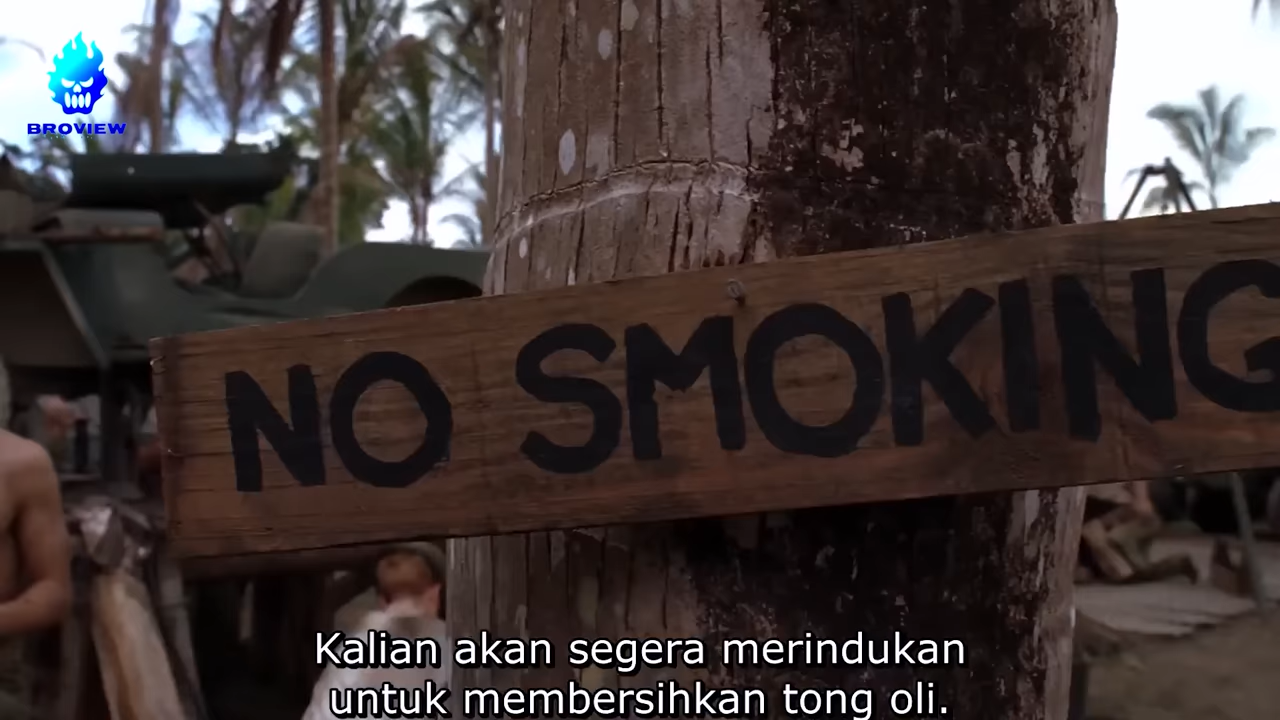 BROVIEW
NO SMOKING
Kalian akan segera merindukan
untuk membersihkan tong oli.